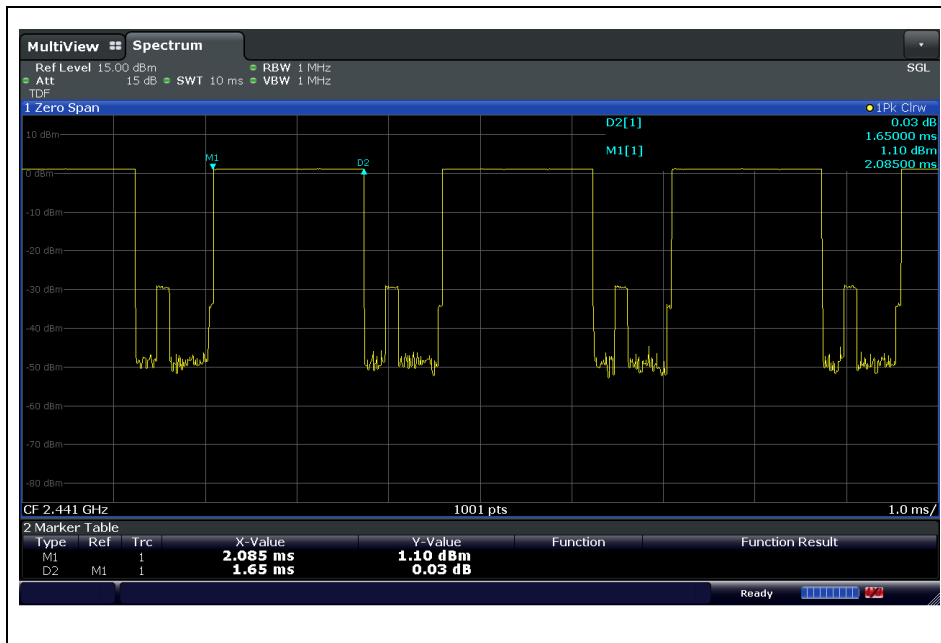 MultiView Spectrum
Ref Level 15.00 dBm RBW 1 MHz SGL
Att 15 dB SWT 10 ms VBW 1 MHz
TDF
1 Zero Span 1Pk Clrw
D2[1] 0.03 dB
1.65000 ms
M1[1] 1.10 dBm
2.08500 ms
10 dBm
M1
D2
0 dBm
-10 dBm
-20 dBm
-30 dBm
-40 dBm
-50 dBm
-60 dBm
-70 dBm
-80 dBm
CF 2.441 GHz 1001 pts 1.0 ms/
2 Marker Table
Type Ref Trc X-Value Y-Value Function Function Result
M1 1 2.085 ms 1.10 dBm
D2 M1 1 1.65 ms 0.03 dB
Ready